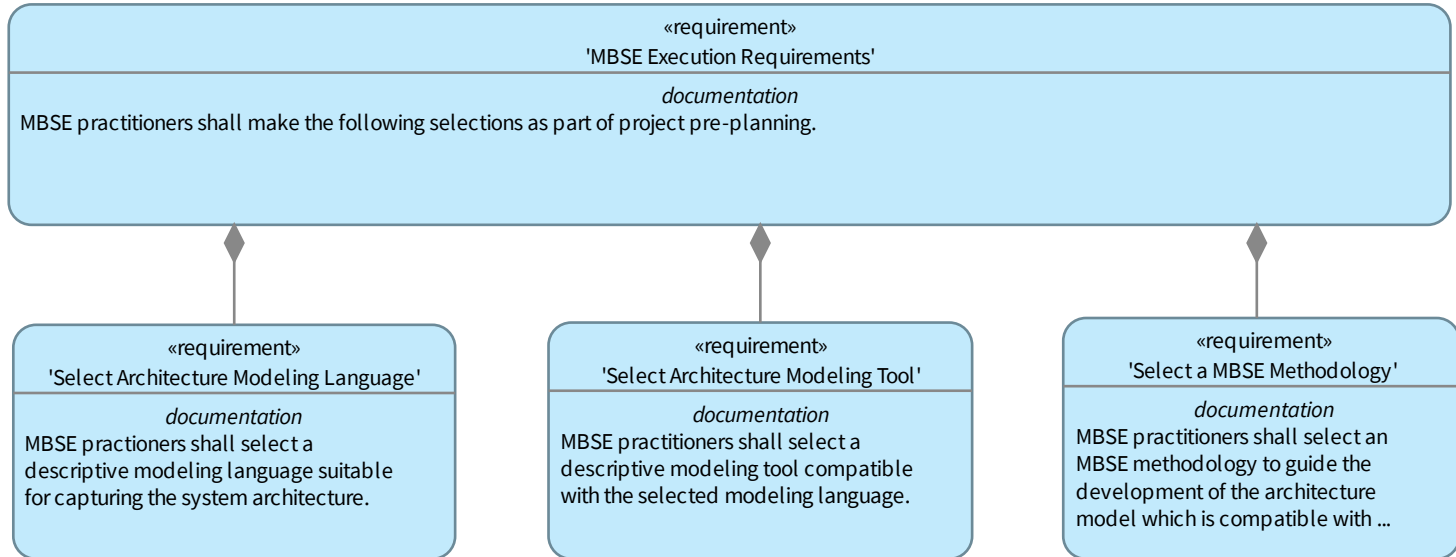 «requirement»
'MBSE Execution Requirements'
documentation
MBSE practitioners shall make the following selections as part of project pre-planning.
«requirement»
'Select Architecture Modeling Language'
documentation
MBSE practioners shall select a
descriptive modeling language suitable
for capturing the system architecture.
«requirement»
'Select Architecture Modeling Tool'
documentation
MBSE practitioners shall select a
descriptive modeling tool compatible
with the selected modeling language.
«requirement»
'Select a MBSE Methodology'
documentation
MBSE practitioners shall select an
MBSE methodology to guide the
development of the architecture
model which is compatible with ...